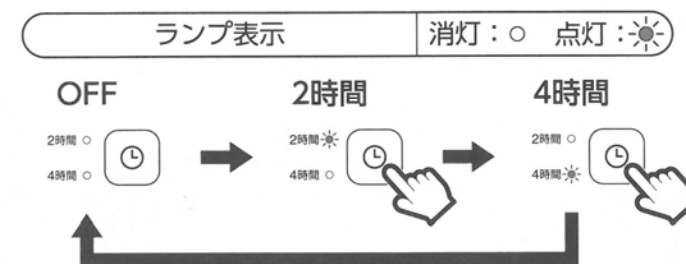 ランプ表示 消灯：○ 点灯：
OFF 2時間 4時間
2時間 ○ 2時間 2時間 ○
4時間 ○ 4時間 ○ 4時間